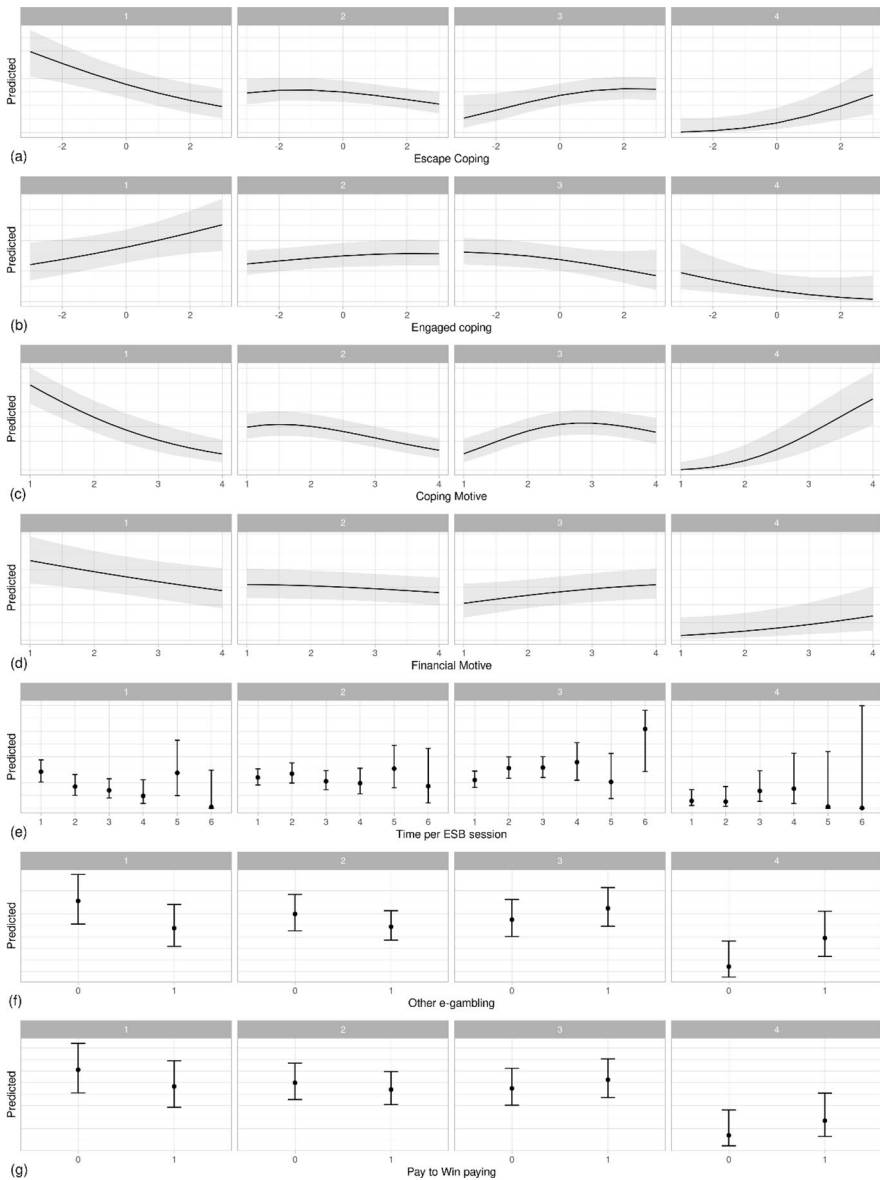 1 2 3 4
Predicted
-2 0 2 -2 0 2 -2 0 2 -2 0 2
(a) Escape Coping
1 2 3 4
Predicted
-2 0 2 -2 0 2 -2 0 2 -2 0 2
(b) Engaged coping
1 2 3 4
Predicted
1 2 3 4 1 2 3 4 1 2 3 4 1 2 3 4
(c) Coping Motive
1 2 3 4
Predicted
1 2 3 4 1 2 3 4 1 2 3 4 1 2 3 4
(d) Financial Motive
1 2 3 4
Predicted
1 2 3 4 5 6 1 2 3 4 5 6 1 2 3 4 5 6 1 2 3 4 5 6
(e) Time per ESB session
1 2 3 4
Predicted
0 1 0 1 0 1 0 1
(f) Other e-gambling
1 2 3 4
Predicted
0 1 0 1 0 1 0 1
(g) Pay to Win paying